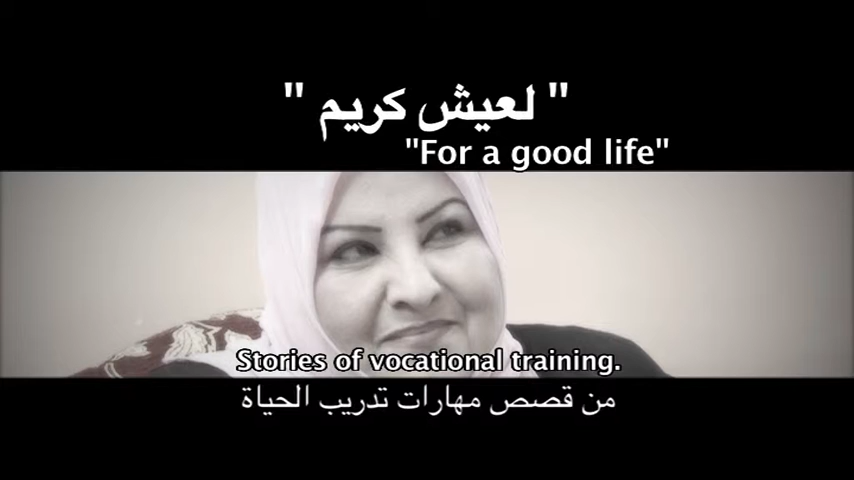 " لعيش كريم "
"For a good life"
Stories of vocational training.
من قصص مهارات تدريب الحياة